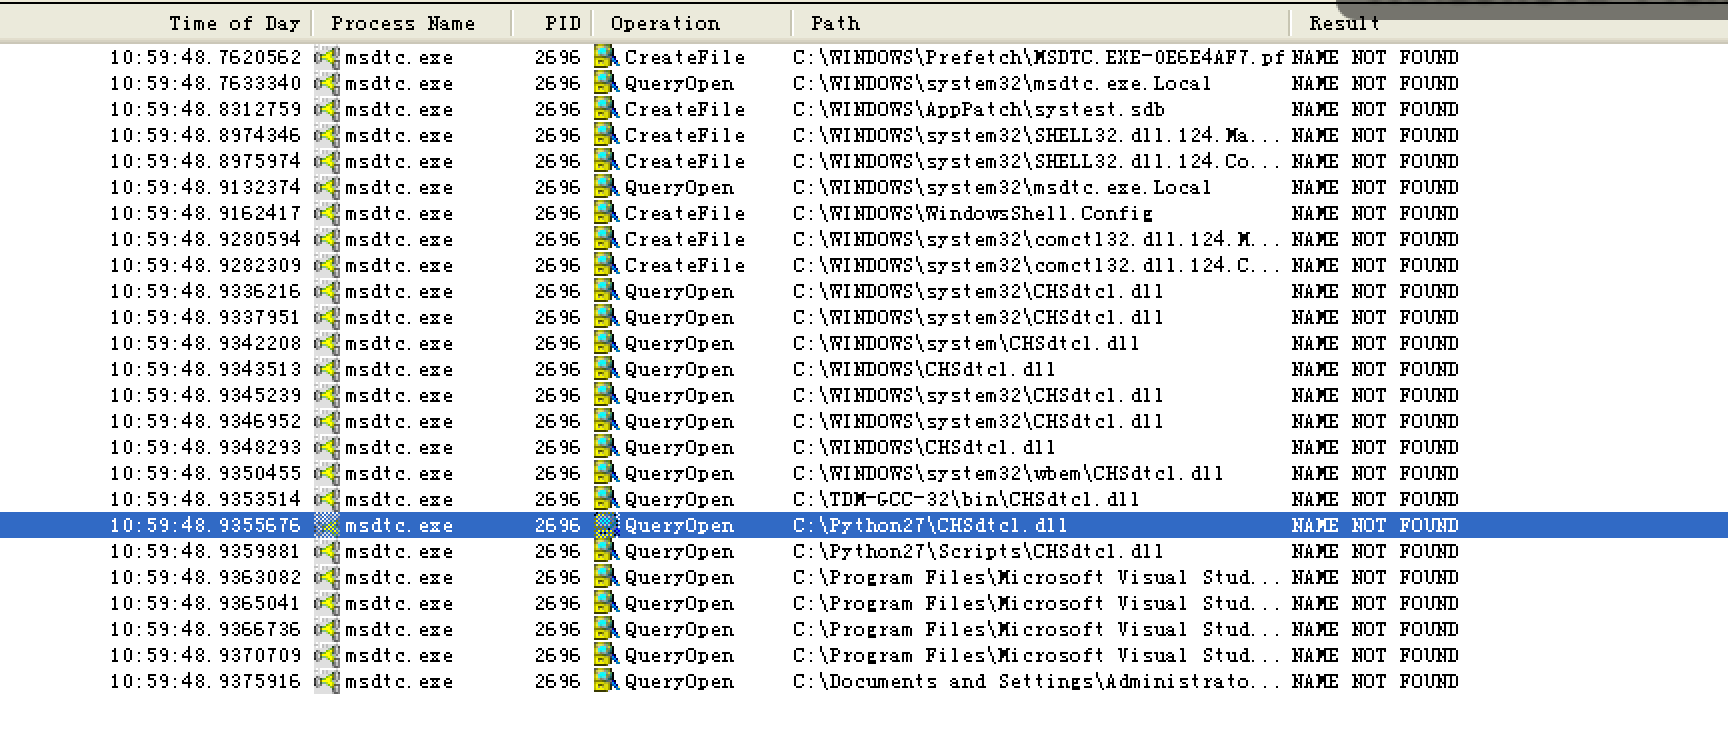 Time of Day Process Name PID Operation Path Result
10:59:48.7620562 msdtc.exe 2696 CreateFile C:\WINDOWS\Prefetch\MSDTC.EXE-0E6E4AF7.pf NAME NOT FOUND
10:59:48.7633340 msdtc.exe 2696 QueryOpen C:\WINDOWS\system32\msdtc.exe.Local NAME NOT FOUND
10:59:48.8312759 msdtc.exe 2696 CreateFile C:\WINDOWS\AppPatch\systest.sdb NAME NOT FOUND
10:59:48.8974346 msdtc.exe 2696 CreateFile C:\WINDOWS\system32\SHELL32.dll.124.Ma... NAME NOT FOUND
10:59:48.8975974 msdtc.exe 2696 CreateFile C:\WINDOWS\system32\SHELL32.dll.124.Co... NAME NOT FOUND
10:59:48.9132374 msdtc.exe 2696 QueryOpen C:\WINDOWS\system32\msdtc.exe.Local NAME NOT FOUND
10:59:48.9162417 msdtc.exe 2696 CreateFile C:\WINDOWS\WindowsShell.Config NAME NOT FOUND
10:59:48.9280594 msdtc.exe 2696 CreateFile C:\WINDOWS\system32\comctl32.dll.124.M... NAME NOT FOUND
10:59:48.9282309 msdtc.exe 2696 CreateFile C:\WINDOWS\system32\comctl32.dll.124.C... NAME NOT FOUND
10:59:48.9336216 msdtc.exe 2696 QueryOpen C:\WINDOWS\system32\CHSdtcl.dll NAME NOT FOUND
10:59:48.9337951 msdtc.exe 2696 QueryOpen C:\WINDOWS\system32\CHSdtcl.dll NAME NOT FOUND
10:59:48.9342208 msdtc.exe 2696 QueryOpen C:\WINDOWS\system\CHSdtcl.dll NAME NOT FOUND
10:59:48.9343513 msdtc.exe 2696 QueryOpen C:\WINDOWS\CHSdtcl.dll NAME NOT FOUND
10:59:48.9345239 msdtc.exe 2696 QueryOpen C:\WINDOWS\system32\CHSdtcl.dll NAME NOT FOUND
10:59:48.9346952 msdtc.exe 2696 QueryOpen C:\WINDOWS\system32\CHSdtcl.dll NAME NOT FOUND
10:59:48.9348293 msdtc.exe 2696 QueryOpen C:\WINDOWS\CHSdtcl.dll NAME NOT FOUND
10:59:48.9350455 msdtc.exe 2696 QueryOpen C:\WINDOWS\system32\wbem\CHSdtcl.dll NAME NOT FOUND
10:59:48.9353514 msdtc.exe 2696 QueryOpen C:\TDM-GCC-32\bin\CHSdtcl.dll NAME NOT FOUND
10:59:48.9355676 msdtc.exe 2696 QueryOpen C:\Python27\CHSdtcl.dll NAME NOT FOUND
10:59:48.9359881 msdtc.exe 2696 QueryOpen C:\Python27\Scripts\CHSdtcl.dll NAME NOT FOUND
10:59:48.9363082 msdtc.exe 2696 QueryOpen C:\Program Files\Microsoft Visual Stud... NAME NOT FOUND
10:59:48.9365041 msdtc.exe 2696 QueryOpen C:\Program Files\Microsoft Visual Stud... NAME NOT FOUND
10:59:48.9366736 msdtc.exe 2696 QueryOpen C:\Program Files\Microsoft Visual Stud... NAME NOT FOUND
10:59:48.9370709 msdtc.exe 2696 QueryOpen C:\Program Files\Microsoft Visual Stud... NAME NOT FOUND
10:59:48.9375916 msdtc.exe 2696 QueryOpen C:\Documents and Settings\Administrato... NAME NOT FOUND